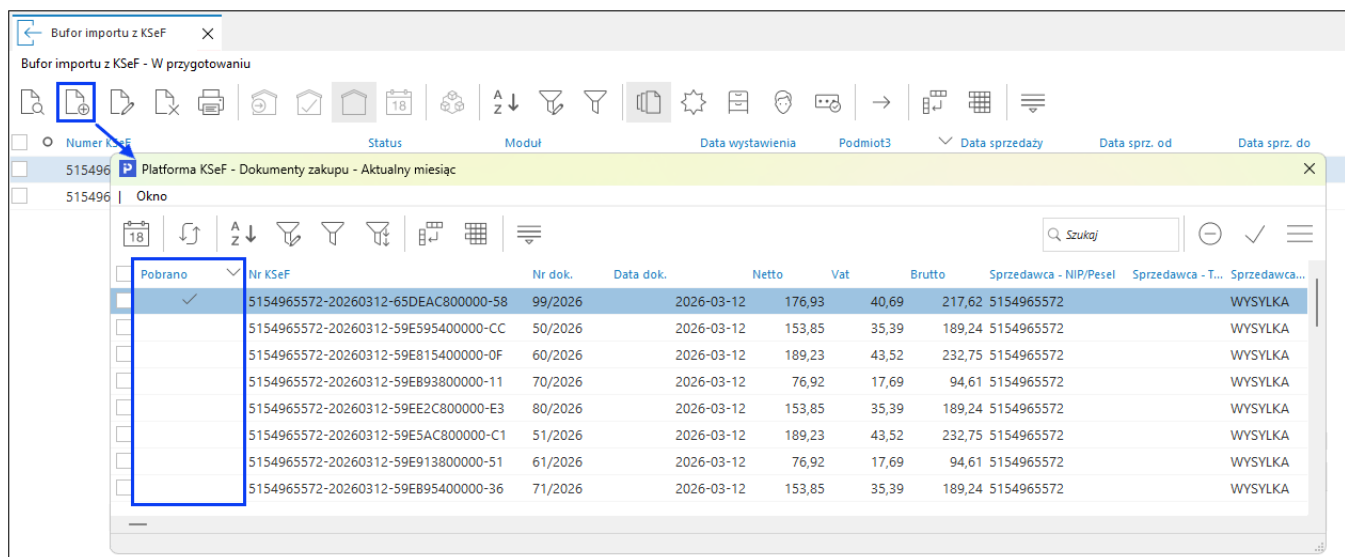 Bufor importu z KSeF
Bufor importu z KSeF - W przygotowaniu
18
A Z
Numer KSeF Status Moduł Data wystawienia Podmiot3 Data sprzedaży Data sprz. od Data sprz. do
515496
515496
Platforma KSeF - Dokumenty zakupu - Aktualny miesiąc
Okno
18
A Z
Szukaj
Pobrano Nr KSeF Nr dok. Data dok. Netto Vat Brutto Sprzedawca - NIP/Pesel Sprzedawca - T... Sprzedawca...
5154965572-20260312-65DEAC800000-58 99/2026 2026-03-12 176,93 40,69 217,62 5154965572 WYSYLKA
5154965572-20260312-59E595400000-CC 50/2026 2026-03-12 153,85 35,39 189,24 5154965572 WYSYLKA
5154965572-20260312-59E815400000-0F 60/2026 2026-03-12 189,23 43,52 232,75 5154965572 WYSYLKA
5154965572-20260312-59EB93800000-11 70/2026 2026-03-12 76,92 17,69 94,61 5154965572 WYSYLKA
5154965572-20260312-59EE2C800000-E3 80/2026 2026-03-12 153,85 35,39 189,24 5154965572 WYSYLKA
5154965572-20260312-59E5AC800000-C1 51/2026 2026-03-12 189,23 43,52 232,75 5154965572 WYSYLKA
5154965572-20260312-59E913800000-51 61/2026 2026-03-12 76,92 17,69 94,61 5154965572 WYSYLKA
5154965572-20260312-59EB95400000-36 71/2026 2026-03-12 153,85 35,39 189,24 5154965572 WYSYLKA